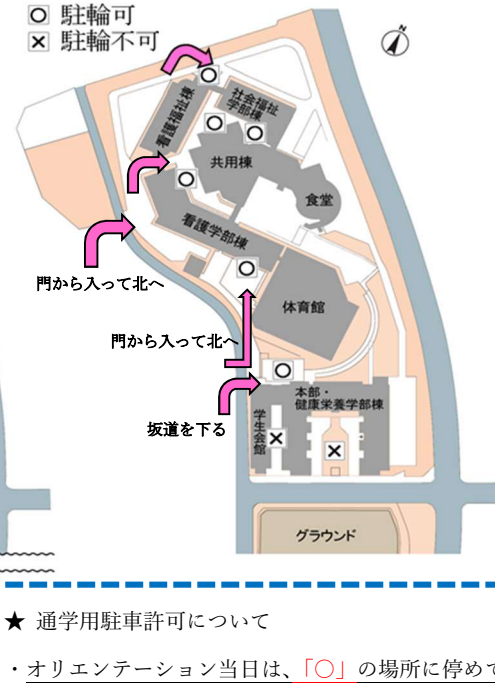 ○ 駐輪可
× 駐輪不可
N
○
看護福祉棟
社会福祉
学部棟
○
○
共用棟
○
食堂
看護学部棟
○
門から入って北へ
体育館
門から入って北へ
○
本部・
健康栄養学部棟
坂道を下る
学生
会館
×
×
グラウンド
★ 通学用駐車許可について
・オリエンテーション当日は、「○」の場所に停めて